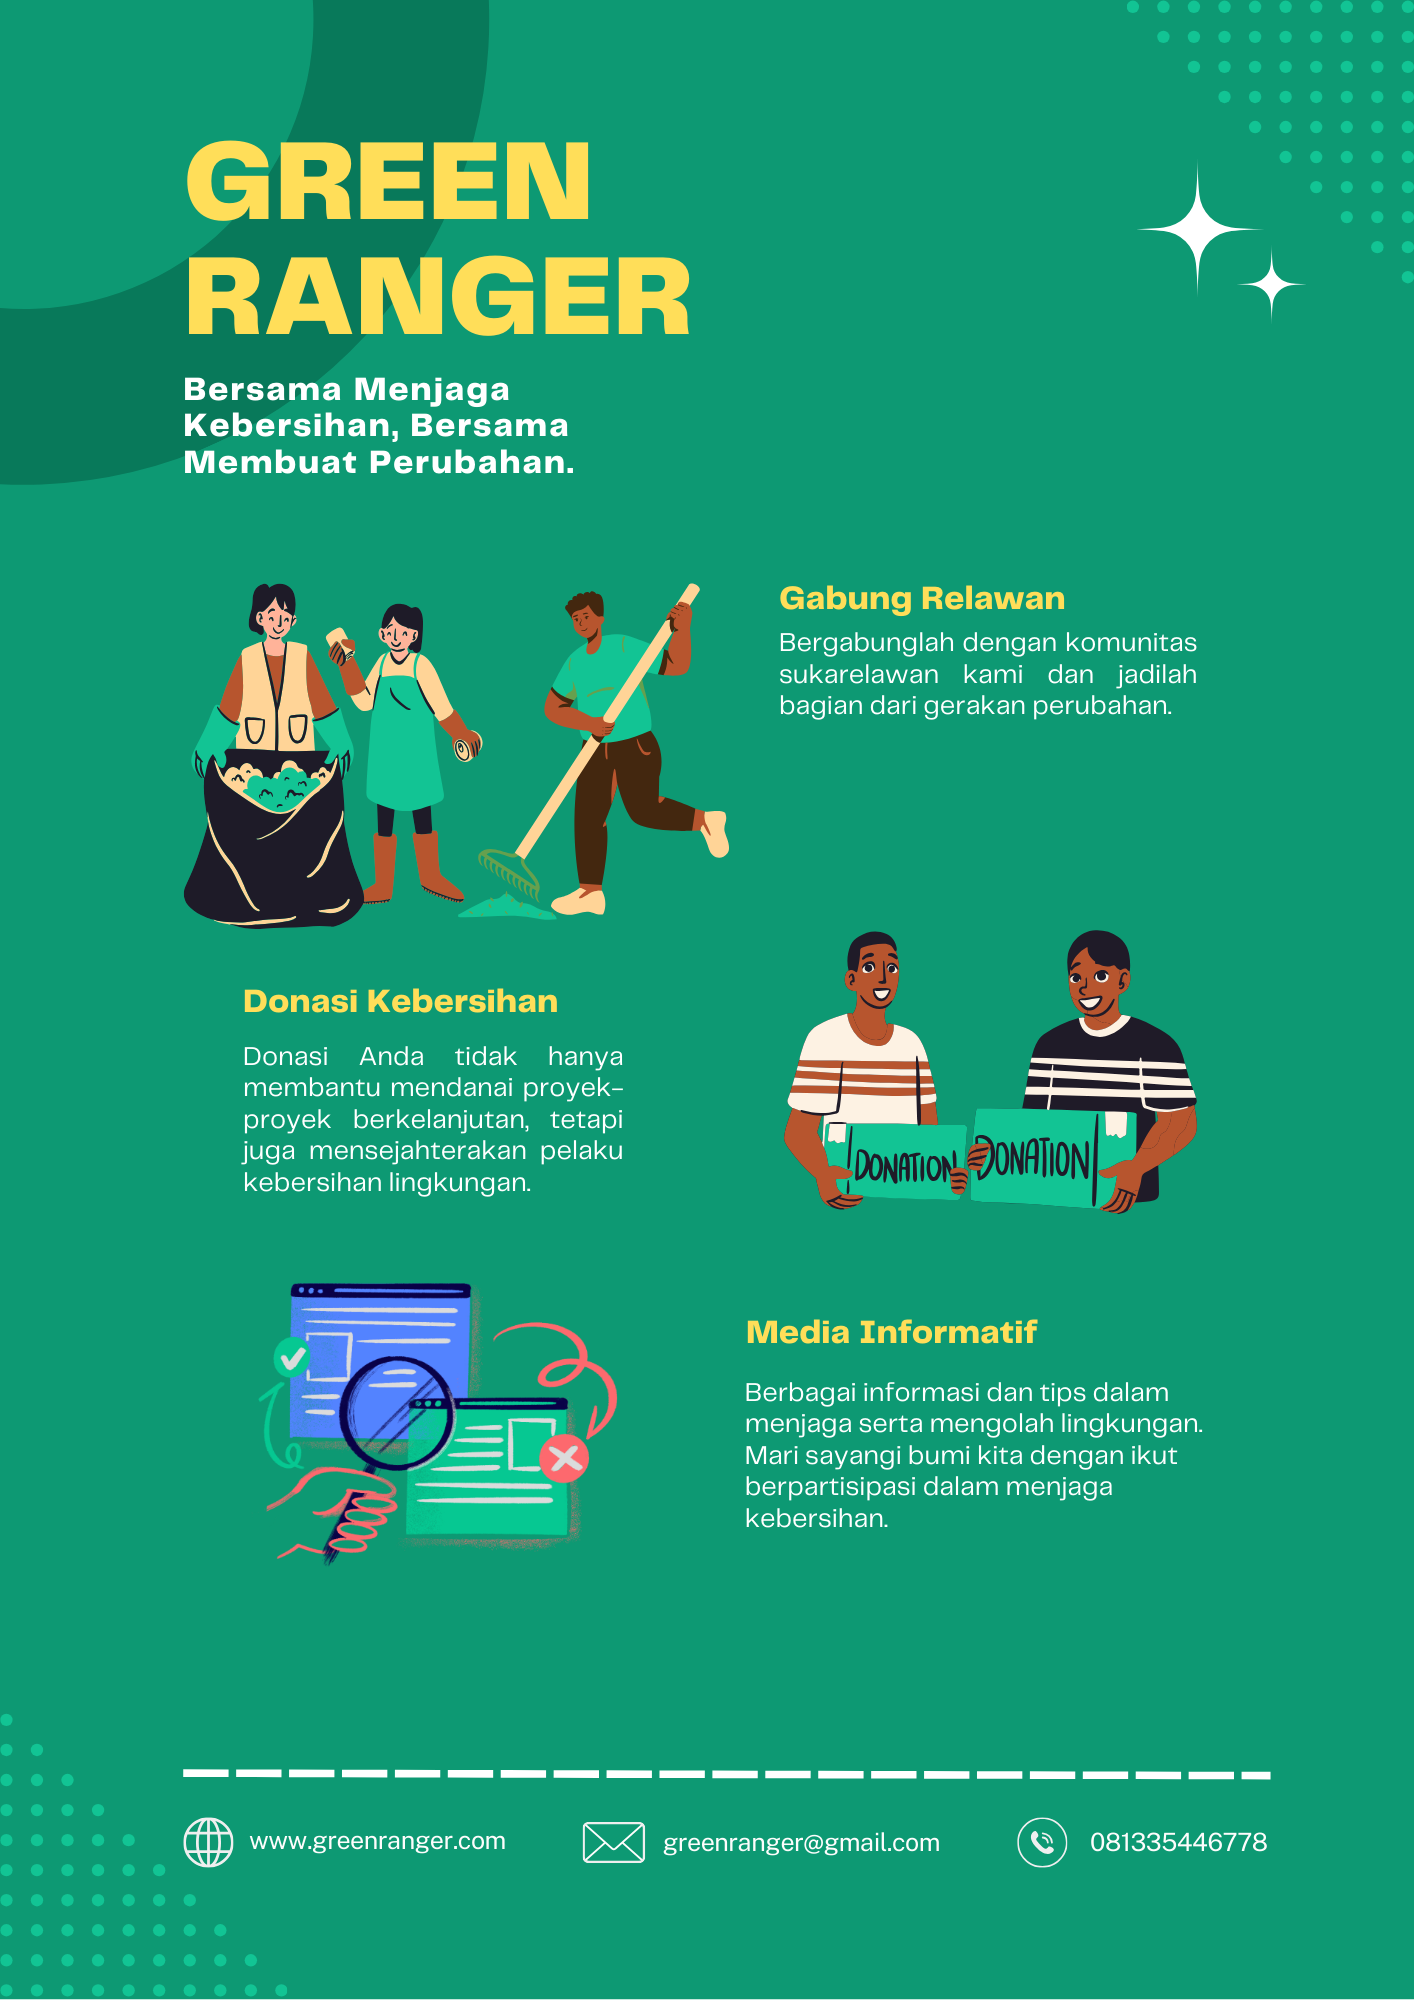 GREEN
RANGER
Bersama Menjaga
Kebersihan, Bersama
Membuat Perubahan.
Gabung Relawan
Bergabunglah dengan komunitas
sukarelawan kami dan jadilah
bagian dari gerakan perubahan.
Donasi Kebersihan
Donasi Anda tidak hanya
membantu mendanai proyek-
proyek berkelanjutan, tetapi
juga mensejahterakan pelaku
kebersihan lingkungan.
DONATION
DONATION
Media Informatif
Berbagai informasi dan tips dalam
menjaga serta mengolah lingkungan.
Mari sayangi bumi kita dengan ikut
berpartisipasi dalam menjaga
kebersihan.
www.greenranger.com
greenranger@gmail.com
081335446778